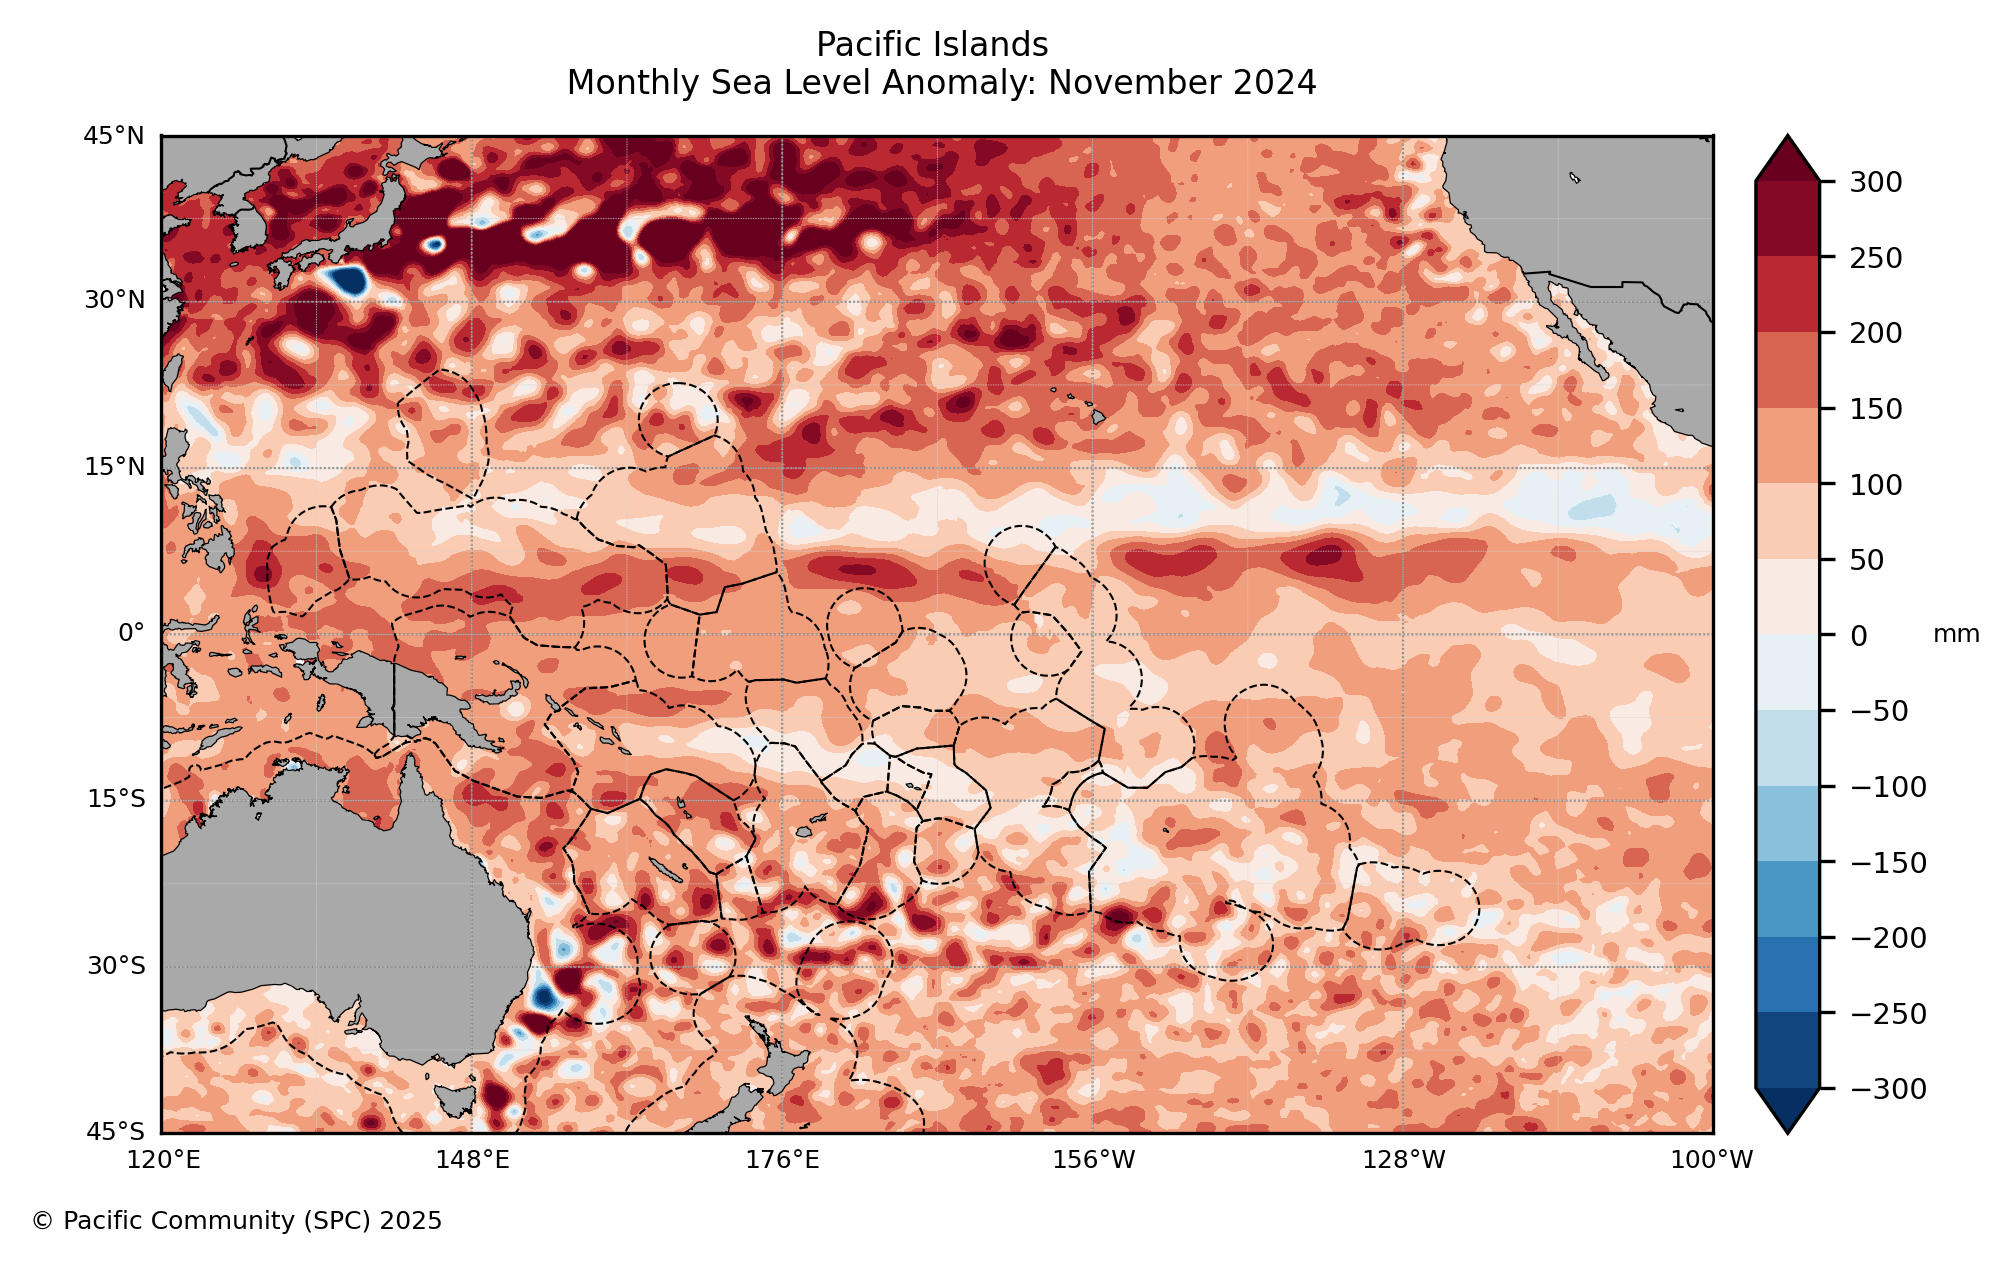 Pacific Islands
Monthly Sea Level Anomaly: November 2024
45°N
30°N
15°N
0°
15°S
30°S
45°S
120°E
148°E
176°E
156°W
128°W
100°W
300
250
200
150
100
50
0
−50
−100
−150
−200
−250
−300
mm
© Pacific Community (SPC) 2025